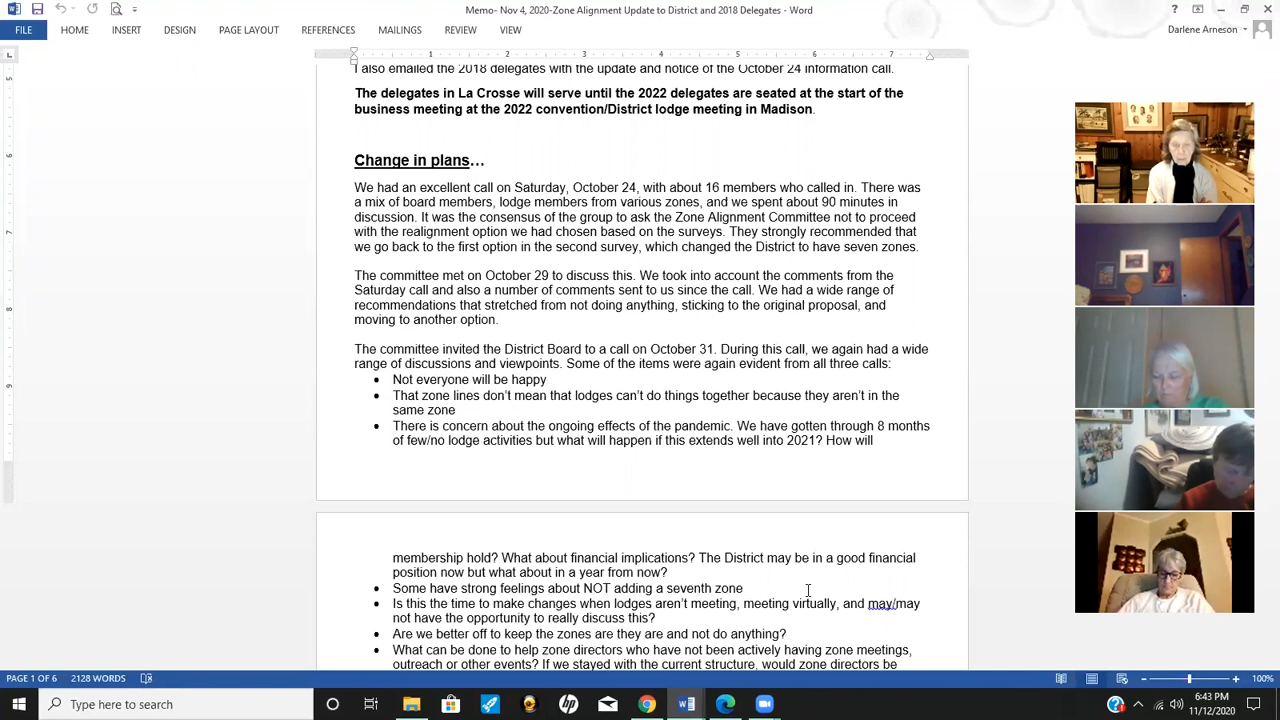 Memo- Nov 4, 2020-Zone Alignment Update to District and 2018 Delegates - Word
FILE HOME INSERT DESIGN PAGE LAYOUT REFERENCES MAILINGS REVIEW VIEW
Darlene Arneson
1 2 3 4 5 6 7
I also emailed the 2018 delegates with the update and notice of the October 24 information call.
The delegates in La Crosse will serve until the 2022 delegates are seated at the start of the
business meeting at the 2022 convention/District lodge meeting in Madison.
Change in plans…
We had an excellent call on Saturday, October 24, with about 16 members who called in. There was
a mix of board members, lodge members from various zones, and we spent about 90 minutes in
discussion. It was the consensus of the group to ask the Zone Alignment Committee not to proceed
with the realignment option we had chosen based on the surveys. They strongly recommended that
we go back to the first option in the second survey, which changed the District to have seven zones.
The committee met on October 29 to discuss this. We took into account the comments from the
Saturday call and also a number of comments sent to us since the call. We had a wide range of
recommendations that stretched from not doing anything, sticking to the original proposal, and
moving to another option.
The committee invited the District Board to a call on October 31. During this call, we again had a wide
range of discussions and viewpoints. Some of the items were again evident from all three calls:
• Not everyone will be happy
• That zone lines don’t mean that lodges can’t do things together because they aren’t in the
same zone
• There is concern about the ongoing effects of the pandemic. We have gotten through 8 months
of few/no lodge activities but what will happen if this extends well into 2021? How will
membership hold? What about financial implications? The District may be in a good financial
position now but what about in a year from now?
• Some have strong feelings about NOT adding a seventh zone
• Is this the time to make changes when lodges aren’t meeting, meeting virtually, and may/may
not have the opportunity to really discuss this?
• Are we better off to keep the zones are they are and not do anything?
• What can be done to help zone directors who have not been actively having zone meetings,
outreach or other events? If we stayed with the current structure, would zone directors be
PAGE 1 OF 6 2128 WORDS
100%
Type here to search
6:43 PM
11/12/2020